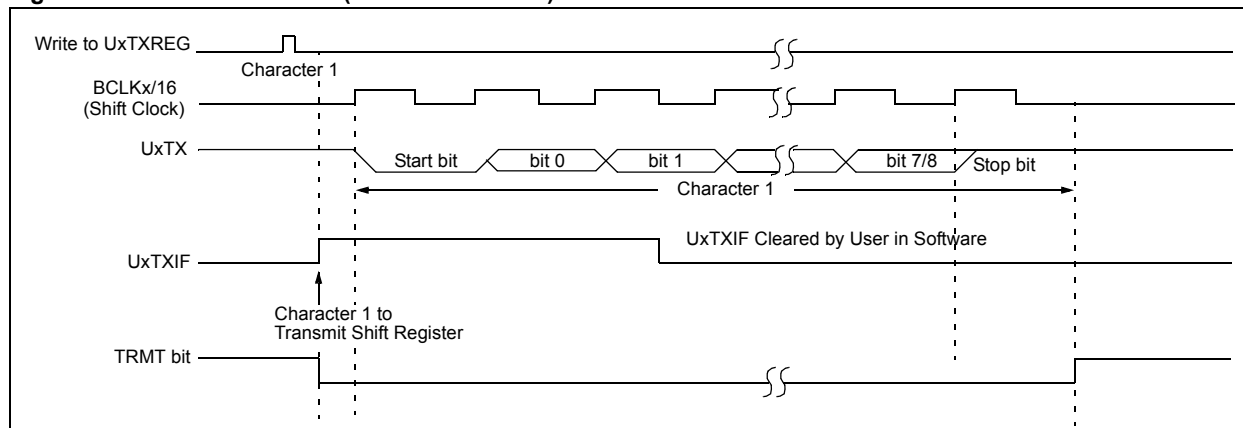 Write to UxTXREG
Character 1
BCLKx/16
(Shift Clock)
UxTX
Start bit
bit 0
bit 1
bit 7/8
Stop bit
Character 1
UxTXIF
UxTXIF Cleared by User in Software
Character 1 to
Transmit Shift Register
TRMT bit